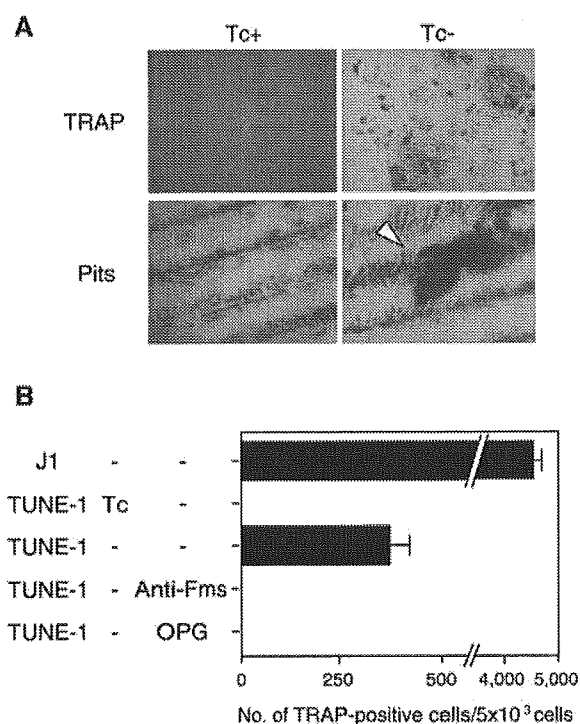 A
Tc+ Tc-
TRAP
Pits
B
J1 - -
TUNE-1 Tc -
TUNE-1 - -
TUNE-1 - Anti-Fms
TUNE-1 - OPG
0 250 500 4,000 5,000
No. of TRAP-positive cells/5x10³ cells